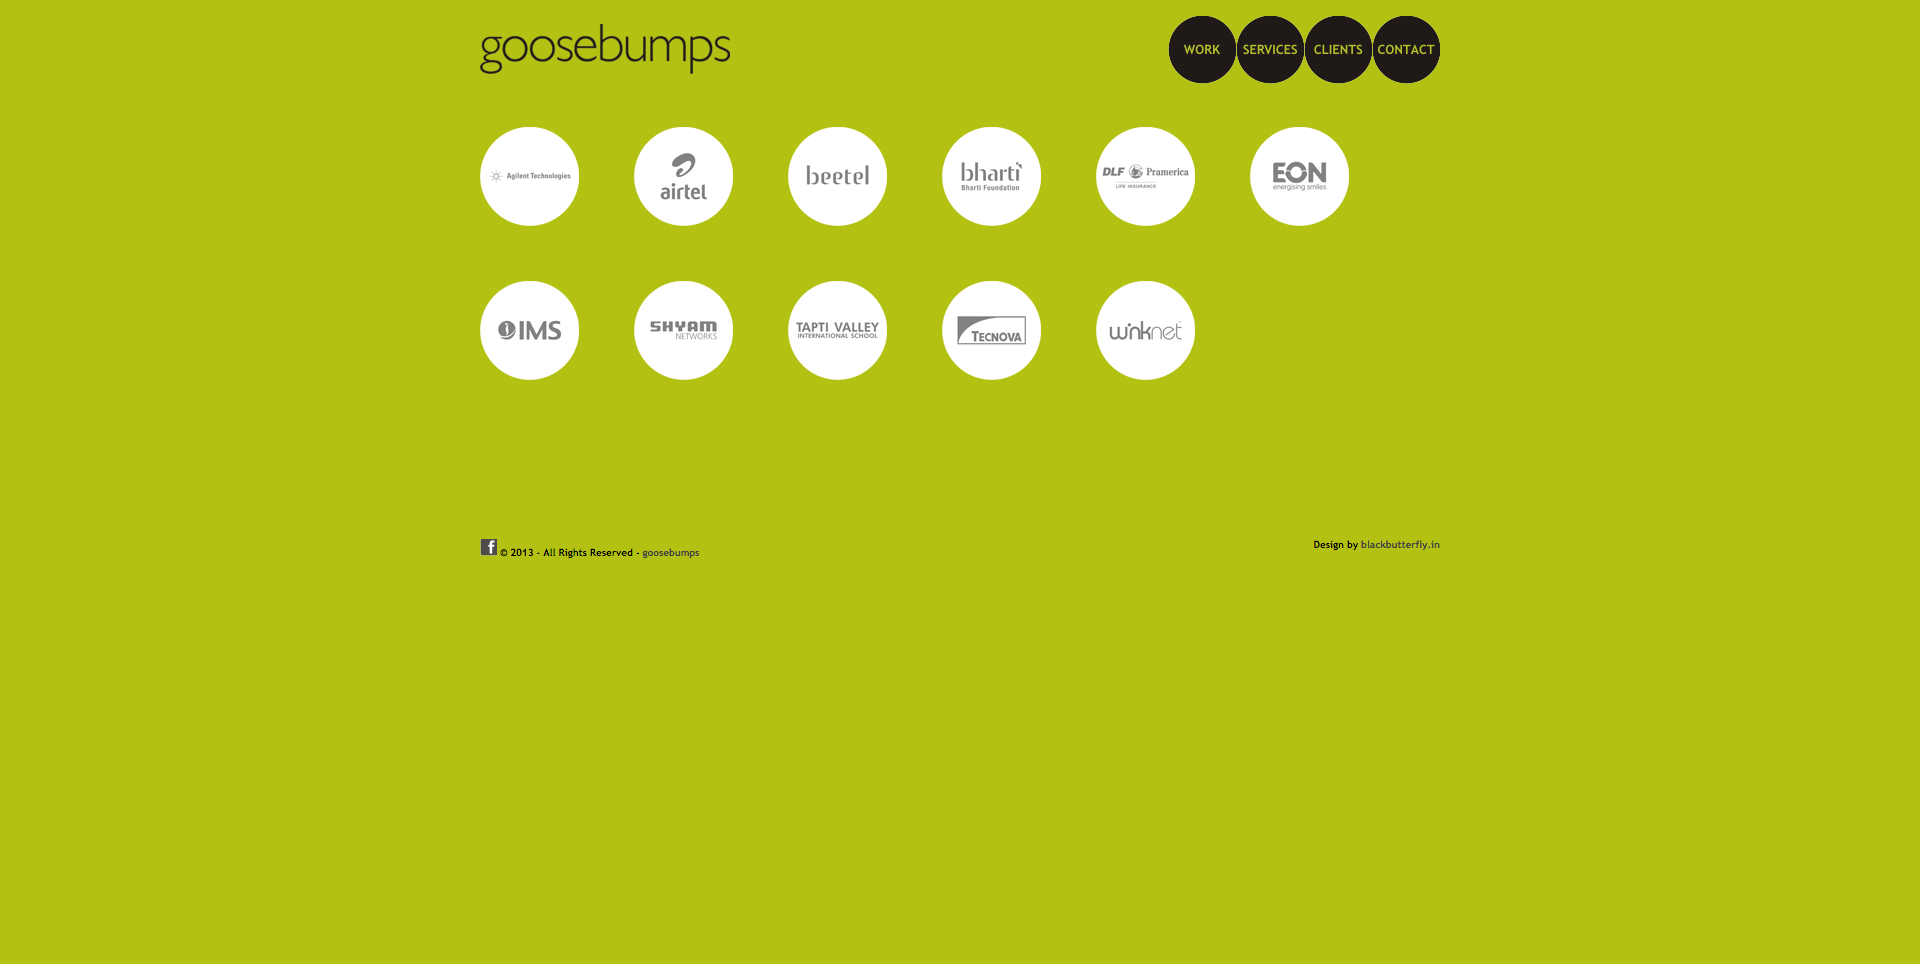 goosebumps
WORK SERVICES CLIENTS CONTACT
Agilent Technologies
airtel
beetel
bharti
Bharti Foundation
DLF Pramerica
LIFE INSURANCE
EON
energising smiles
IMS
SHYAM
NETWORKS
TAPTI VALLEY
INTERNATIONAL SCHOOL
TECNOVA
winknet
f © 2013 - All Rights Reserved - goosebumps
Design by blackbutterfly.in